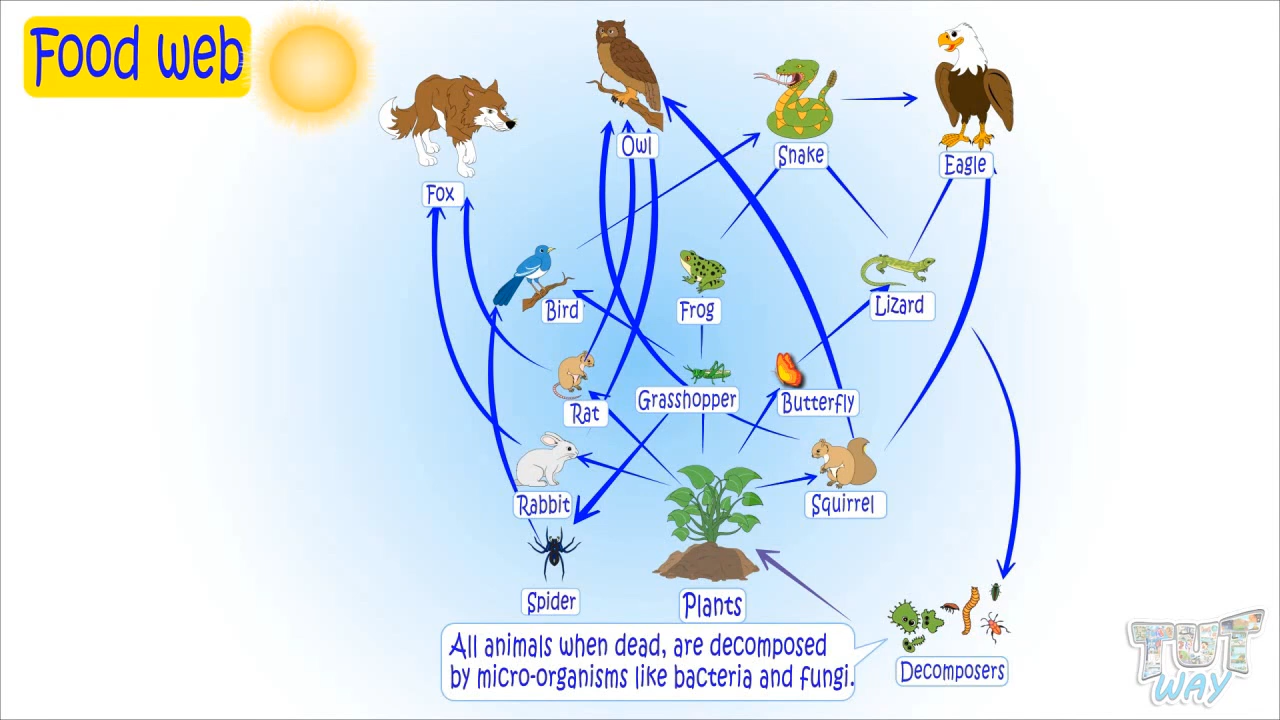 Food web
Owl
Snake
Eagle
Fox
Bird
Frog
Lizard
Rat
Grasshopper
Butterfly
Rabbit
Squirrel
Spider
Plants
All animals when dead, are decomposed
by micro-organisms like bacteria and fungi.
Decomposers
TUT
WAY